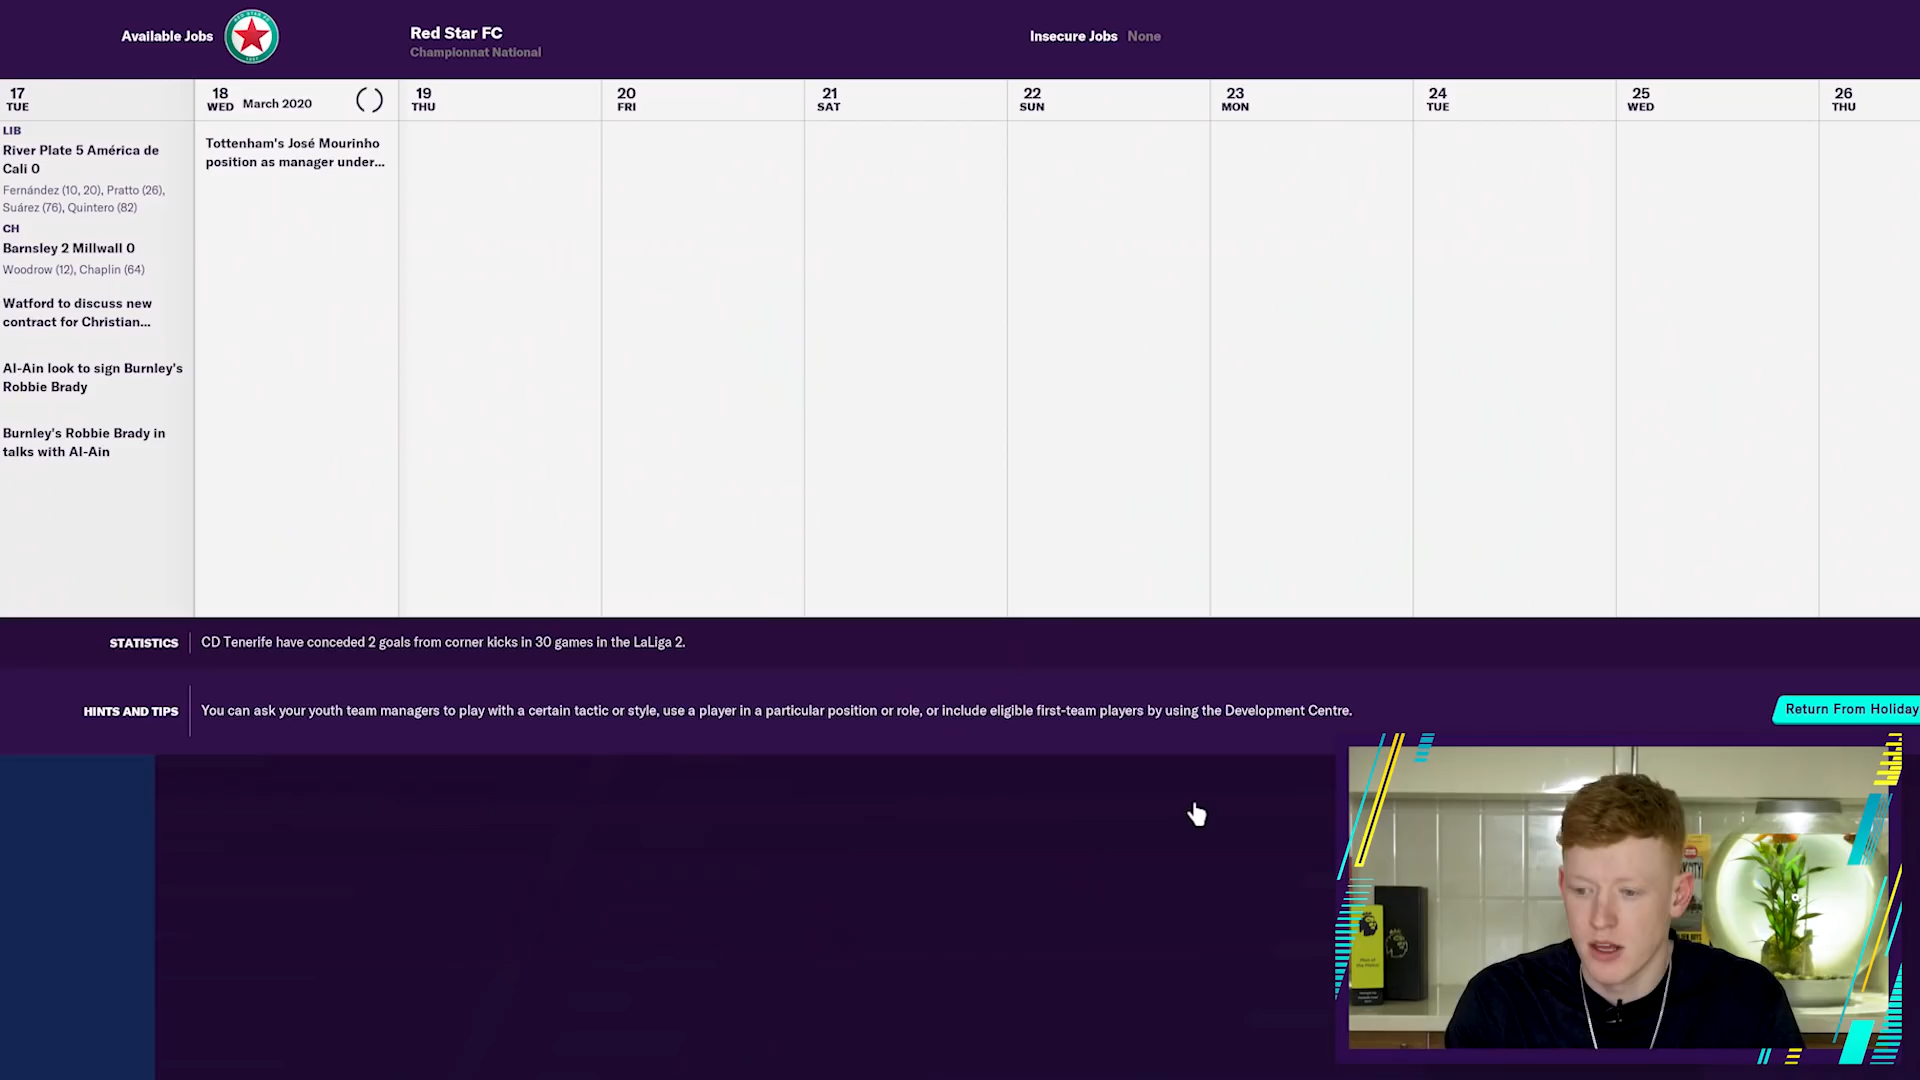 Available Jobs
Red Star FC
Championnat National
Insecure Jobs None
17
TUE
18
WED March 2020
19
THU
20
FRI
21
SAT
22
SUN
23
MON
24
TUE
25
WED
26
THU
LIB
River Plate 5 América de
Cali 0
Fernández (10, 20), Pratto (26),
Suárez (76), Quintero (82)
CH
Barnsley 2 Millwall 0
Woodrow (12), Chaplin (64)
Watford to discuss new
contract for Christian...
Al-Ain look to sign Burnley's
Robbie Brady
Burnley's Robbie Brady in
talks with Al-Ain
Tottenham's José Mourinho
position as manager under...
STATISTICS
CD Tenerife have conceded 2 goals from corner kicks in 30 games in the LaLiga 2.
HINTS AND TIPS
You can ask your youth team managers to play with a certain tactic or style, use a player in a particular position or role, or include eligible first-team players by using the Development Centre.
Return From Holiday